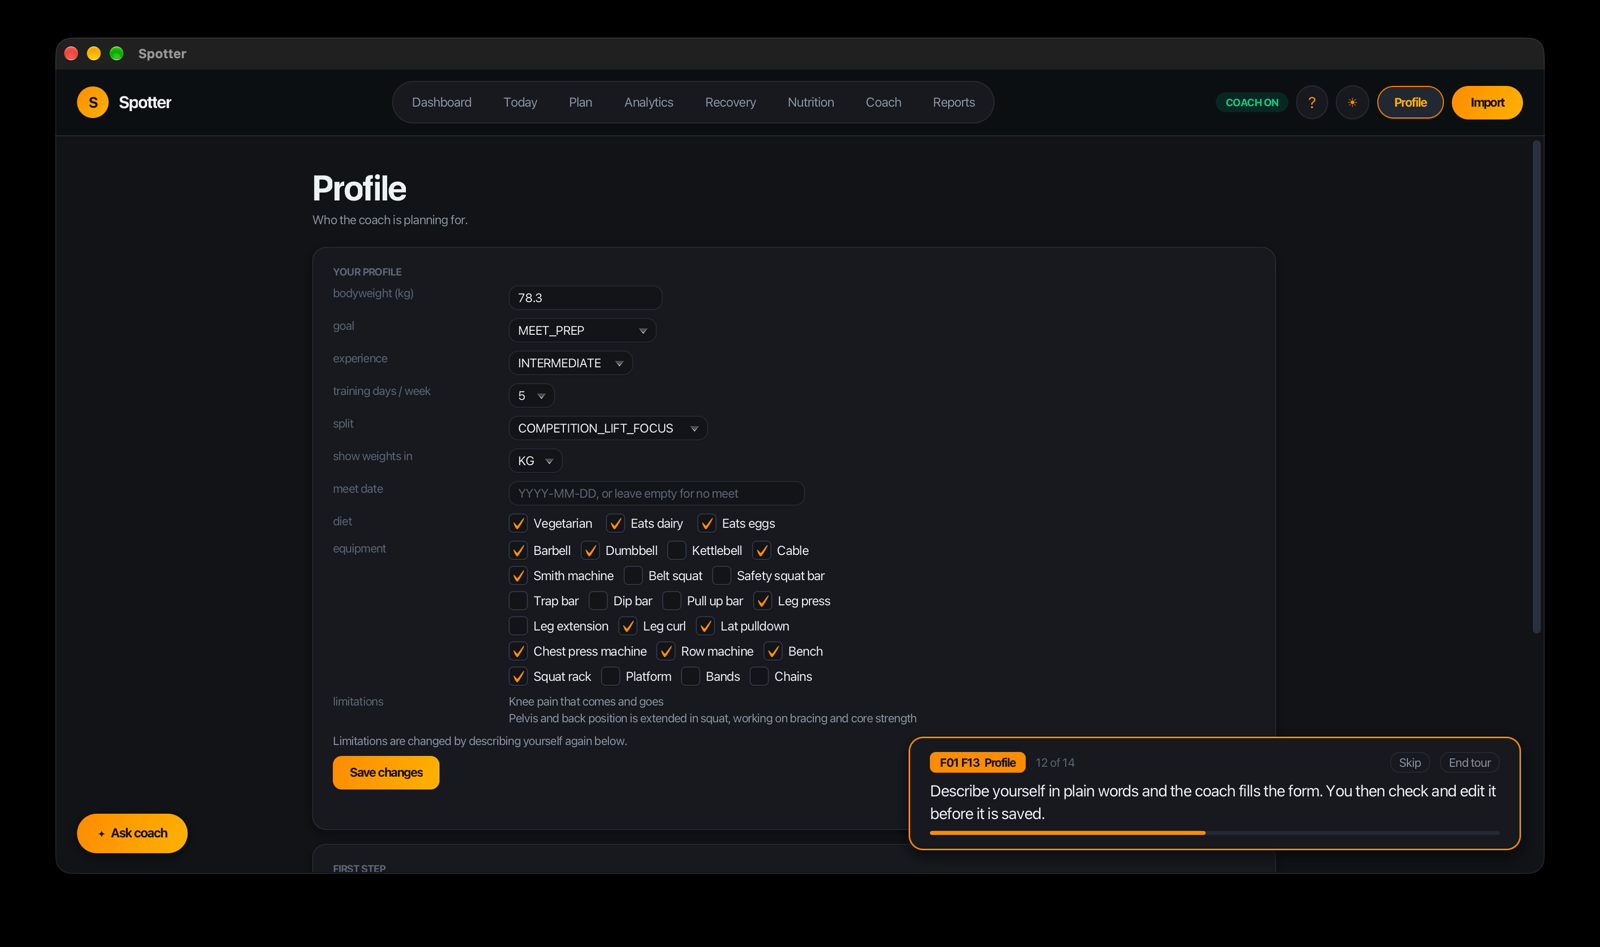 Spotter
S Spotter
Dashboard Today Plan Analytics Recovery Nutrition Coach Reports
COACH ON ? Profile Import
Profile
Who the coach is planning for.
YOUR PROFILE
bodyweight (kg) 78.3
goal MEET_PREP
experience INTERMEDIATE
training days / week 5
split COMPETITION_LIFT_FOCUS
show weights in KG
meet date YYYY-MM-DD, or leave empty for no meet
diet Vegetarian Eats dairy Eats eggs
equipment Barbell Dumbbell Kettlebell Cable
Smith machine Belt squat Safety squat bar
Trap bar Dip bar Pull up bar Leg press
Leg extension Leg curl Lat pulldown
Chest press machine Row machine Bench
Squat rack Platform Bands Chains
limitations Knee pain that comes and goes
Pelvis and back position is extended in squat, working on bracing and core strength
Limitations are changed by describing yourself again below.
Save changes
F01 F13 Profile 12 of 14 Skip End tour
Describe yourself in plain words and the coach fills the form. You then check and edit it
before it is saved.
Ask coach
FIRST STEP